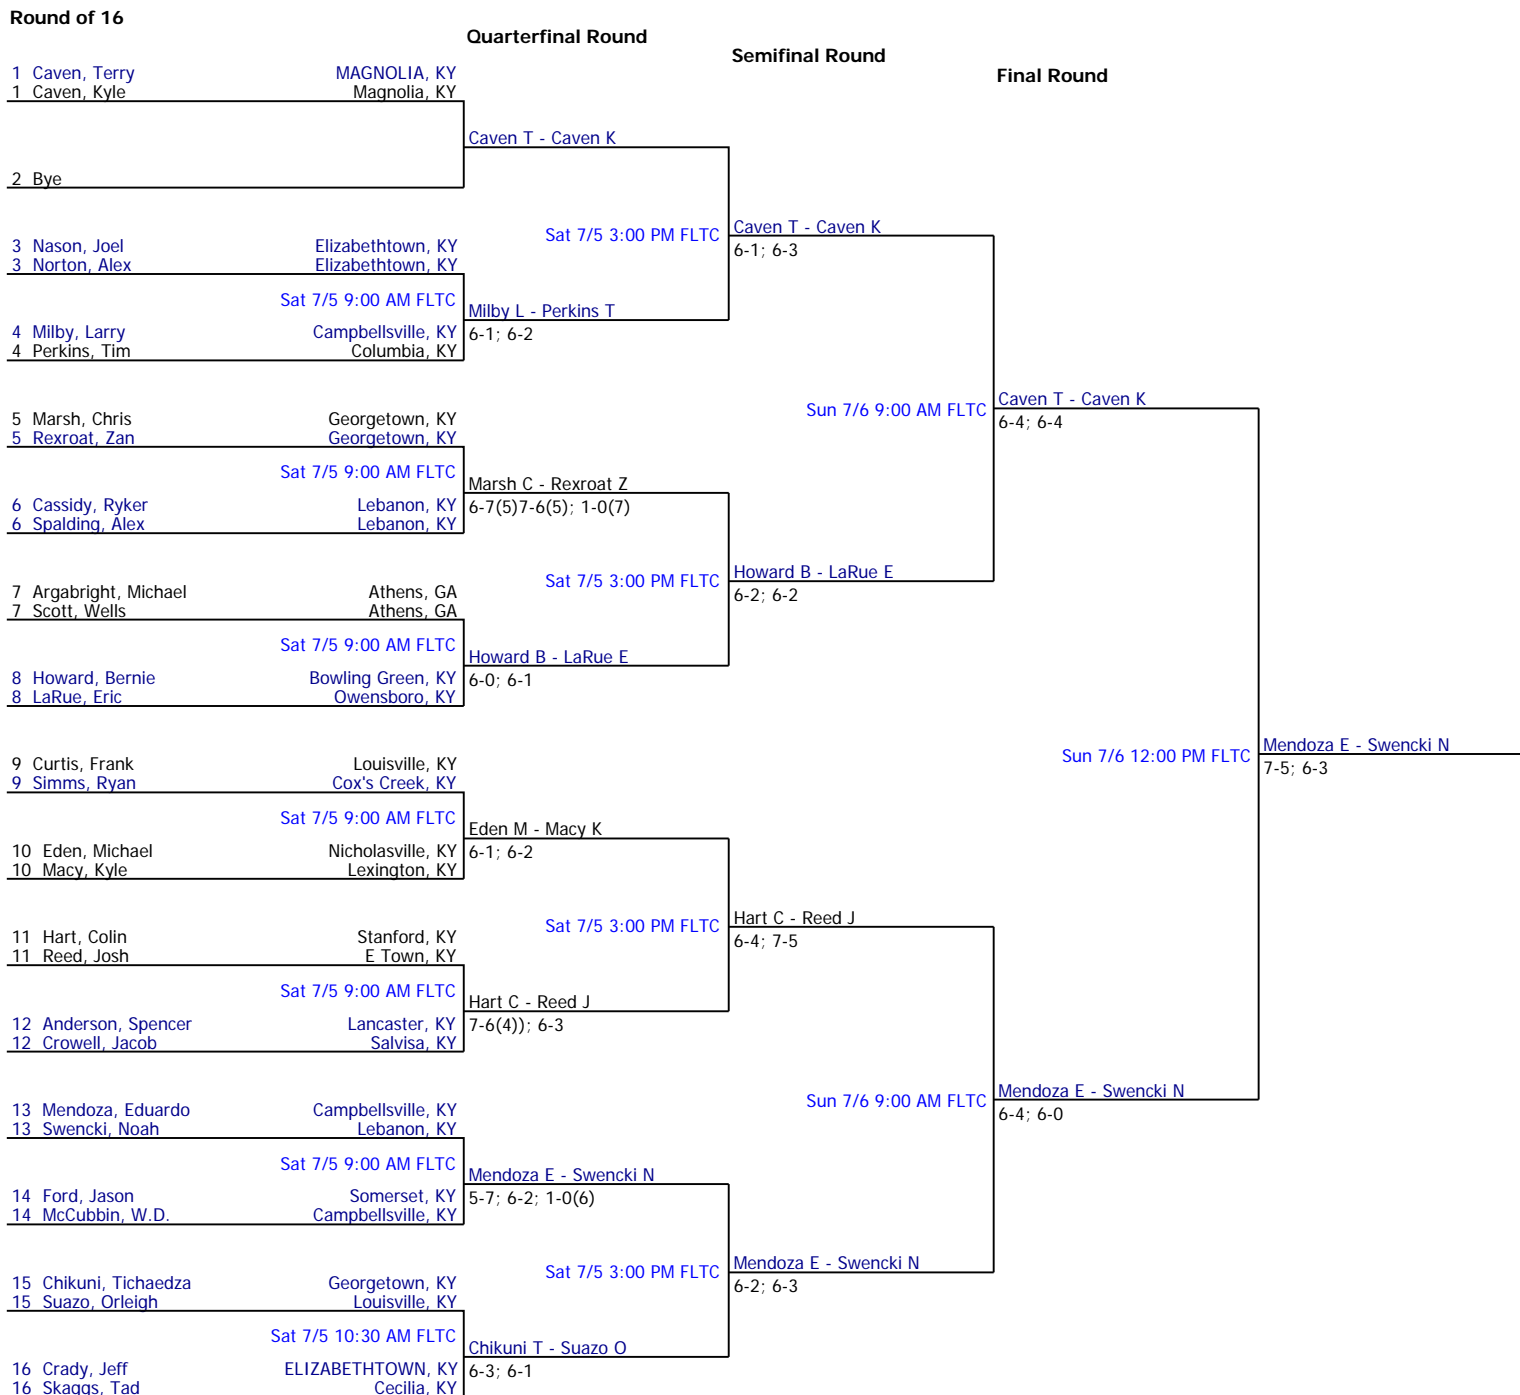 Round of 16
Quarterfinal Round
Semifinal Round
Final Round
1 Caven, Terry MAGNOLIA, KY
1 Caven, Kyle Magnolia, KY
Caven T - Caven K
2 Bye
Sat 7/5 3:00 PM FLTC
Caven T - Caven K
6-1; 6-3
3 Nason, Joel Elizabethtown, KY
3 Norton, Alex Elizabethtown, KY
Sat 7/5 9:00 AM FLTC
Milby L - Perkins T
6-1; 6-2
4 Milby, Larry Campbellsville, KY
4 Perkins, Tim Columbia, KY
Sun 7/6 9:00 AM FLTC
Caven T - Caven K
6-4; 6-4
5 Marsh, Chris Georgetown, KY
5 Rexroat, Zan Georgetown, KY
Sat 7/5 9:00 AM FLTC
Marsh C - Rexroat Z
6-7(5)7-6(5); 1-0(7)
6 Cassidy, Ryker Lebanon, KY
6 Spalding, Alex Lebanon, KY
Sat 7/5 3:00 PM FLTC
Howard B - LaRue E
6-2; 6-2
7 Argabright, Michael Athens, GA
7 Scott, Wells Athens, GA
Sat 7/5 9:00 AM FLTC
Howard B - LaRue E
6-0; 6-1
8 Howard, Bernie Bowling Green, KY
8 LaRue, Eric Owensboro, KY
Sun 7/6 12:00 PM FLTC
Mendoza E - Swencki N
7-5; 6-3
9 Curtis, Frank Louisville, KY
9 Simms, Ryan Cox's Creek, KY
Sat 7/5 9:00 AM FLTC
Eden M - Macy K
6-1; 6-2
10 Eden, Michael Nicholasville, KY
10 Macy, Kyle Lexington, KY
Sat 7/5 3:00 PM FLTC
Hart C - Reed J
6-4; 7-5
11 Hart, Colin Stanford, KY
11 Reed, Josh E Town, KY
Sat 7/5 9:00 AM FLTC
Hart C - Reed J
7-6(4)); 6-3
12 Anderson, Spencer Lancaster, KY
12 Crowell, Jacob Salvisa, KY
Sun 7/6 9:00 AM FLTC
Mendoza E - Swencki N
6-4; 6-0
13 Mendoza, Eduardo Campbellsville, KY
13 Swencki, Noah Lebanon, KY
Sat 7/5 9:00 AM FLTC
Mendoza E - Swencki N
5-7; 6-2; 1-0(6)
14 Ford, Jason Somerset, KY
14 McCubbin, W.D. Campbellsville, KY
Sat 7/5 3:00 PM FLTC
Mendoza E - Swencki N
6-2; 6-3
15 Chikuni, Tichaedza Georgetown, KY
15 Suazo, Orleigh Louisville, KY
Sat 7/5 10:30 AM FLTC
Chikuni T - Suazo O
6-3; 6-1
16 Crady, Jeff ELIZABETHTOWN, KY
16 Skaggs, Tad Cecilia, KY